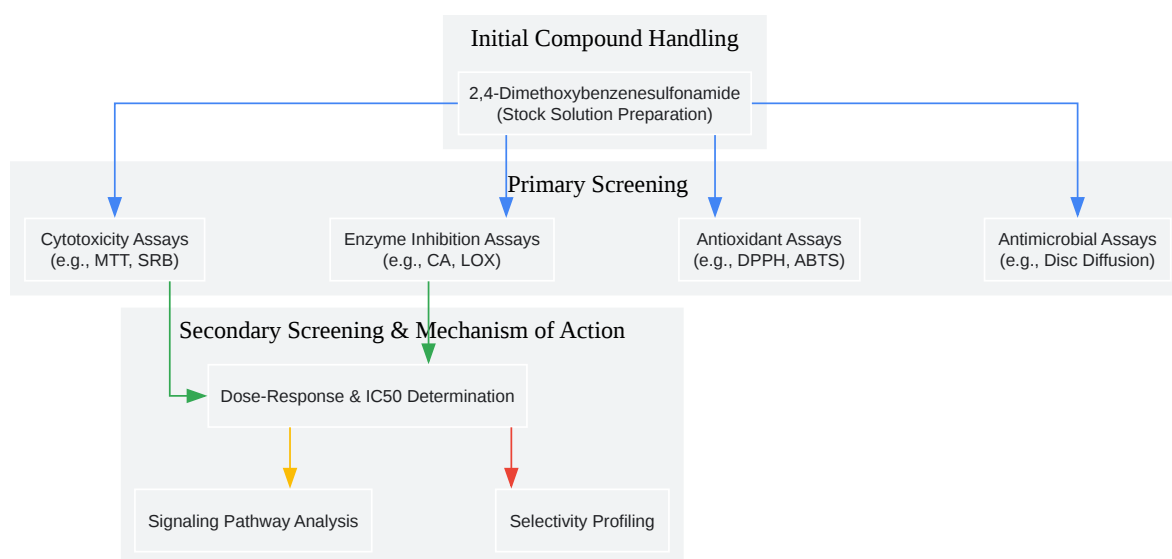 Initial Compound Handling
2,4-Dimethoxybenzenesulfonamide
(Stock Solution Preparation)
Primary Screening
Cytotoxicity Assays
(e.g., MTT, SRB)
Enzyme Inhibition Assays
(e.g., CA, LOX)
Antioxidant Assays
(e.g., DPPH, ABTS)
Antimicrobial Assays
(e.g., Disc Diffusion)
Secondary Screening & Mechanism of Action
Dose-Response & IC50 Determination
Signaling Pathway Analysis
Selectivity Profiling